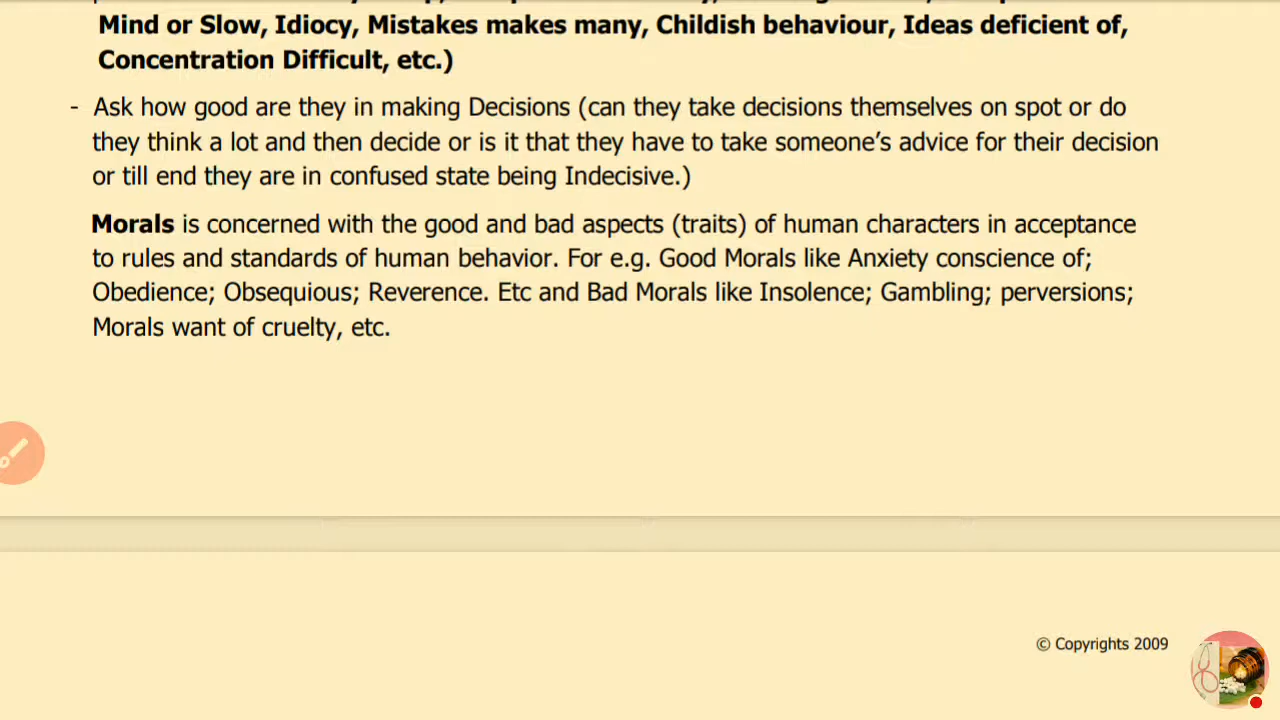 Mind or Slow, Idiocy, Mistakes makes many, Childish behaviour, Ideas deficient of,
Concentration Difficult, etc.)
- Ask how good are they in making Decisions (can they take decisions themselves on spot or do
they think a lot and then decide or is it that they have to take someone's advice for their decision
or till end they are in confused state being Indecisive.)
Morals is concerned with the good and bad aspects (traits) of human characters in acceptance
to rules and standards of human behavior. For e.g. Good Morals like Anxiety conscience of;
Obedience; Obsequious; Reverence. Etc and Bad Morals like Insolence; Gambling; perversions;
Morals want of cruelty, etc.
© Copyrights 2009